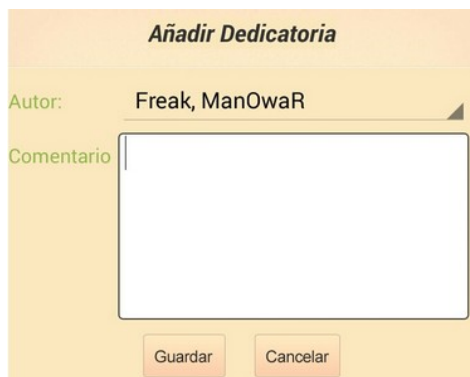 Añadir Dedicatoria
Autor: Freak, ManOwaR
Comentario
Guardar Cancelar